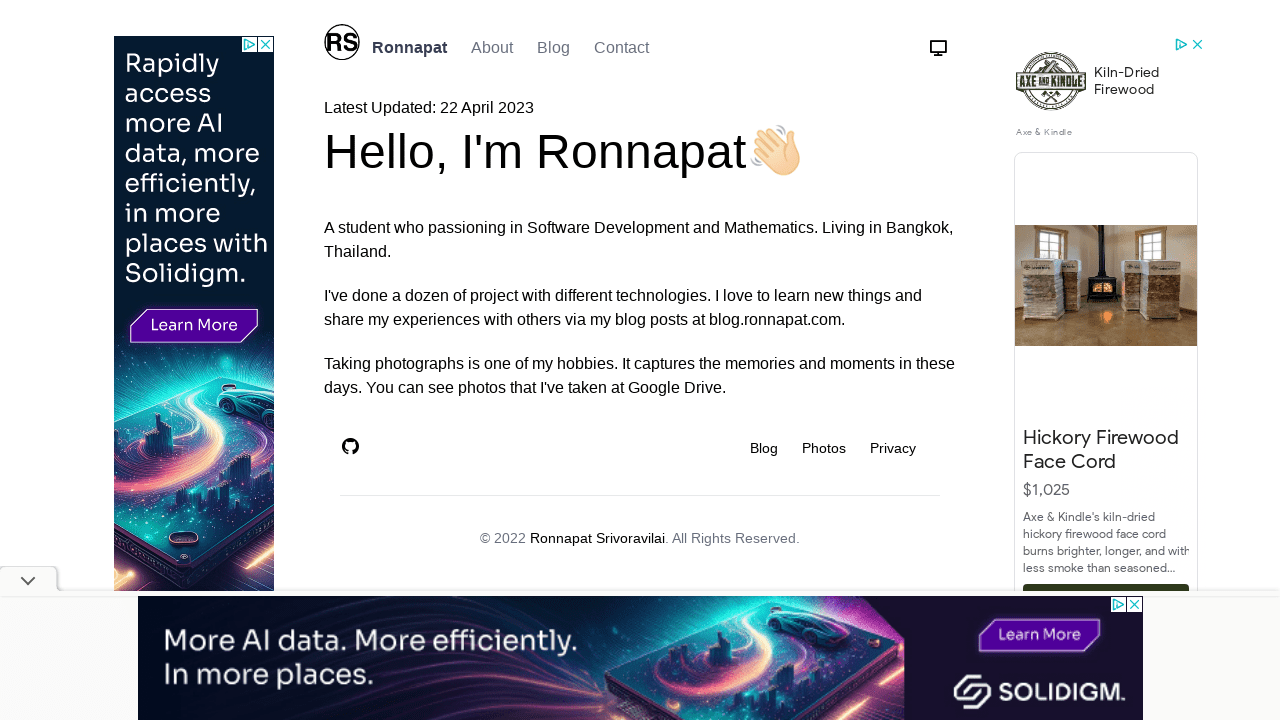 RS
Ronnapat
About
Blog
Contact
Latest Updated: 22 April 2023
Hello, I'm Ronnapat👋🏻
A student who passioning in Software Development and Mathematics. Living in Bangkok,
Thailand.
I've done a dozen of project with different technologies. I love to learn new things and
share my experiences with others via my blog posts at blog.ronnapat.com.
Taking photographs is one of my hobbies. It captures the memories and moments in these
days. You can see photos that I've taken at Google Drive.
Blog
Photos
Privacy
© 2022 Ronnapat Srivoravilai. All Rights Reserved.
Rapidly
access
more AI
data, more
efficiently,
in more
places with
Solidigm.
Learn More
AXE AND KINDLE
Kiln-Dried
Firewood
Axe & Kindle
Hickory Firewood
Face Cord
$1,025
Axe & Kindle's kiln-dried
hickory firewood face cord
burns brighter, longer, and with
less smoke than seasoned...
More AI data. More efficiently.
In more places.
Learn More
SOLIDIGM.